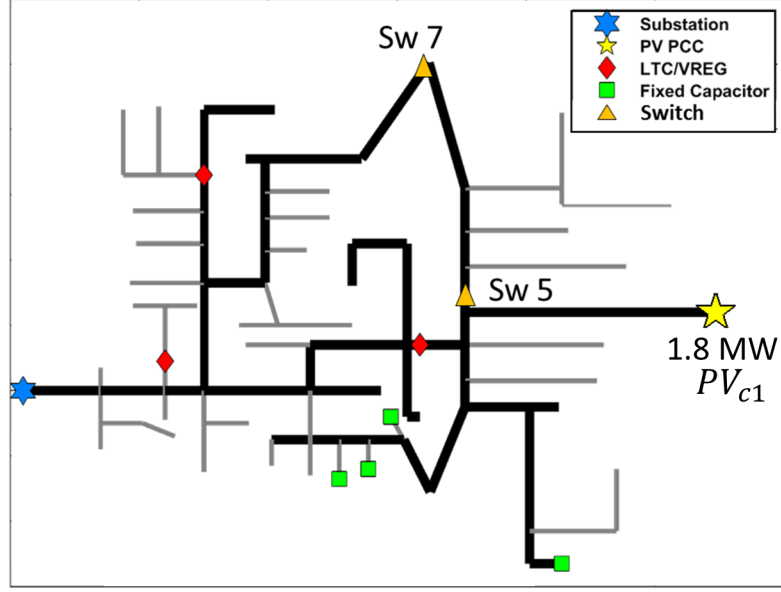 Sw 7
Substation
PV PCC
LTC/VREG
Fixed Capacitor
Switch
Sw 5
1.8 MW
PVc1